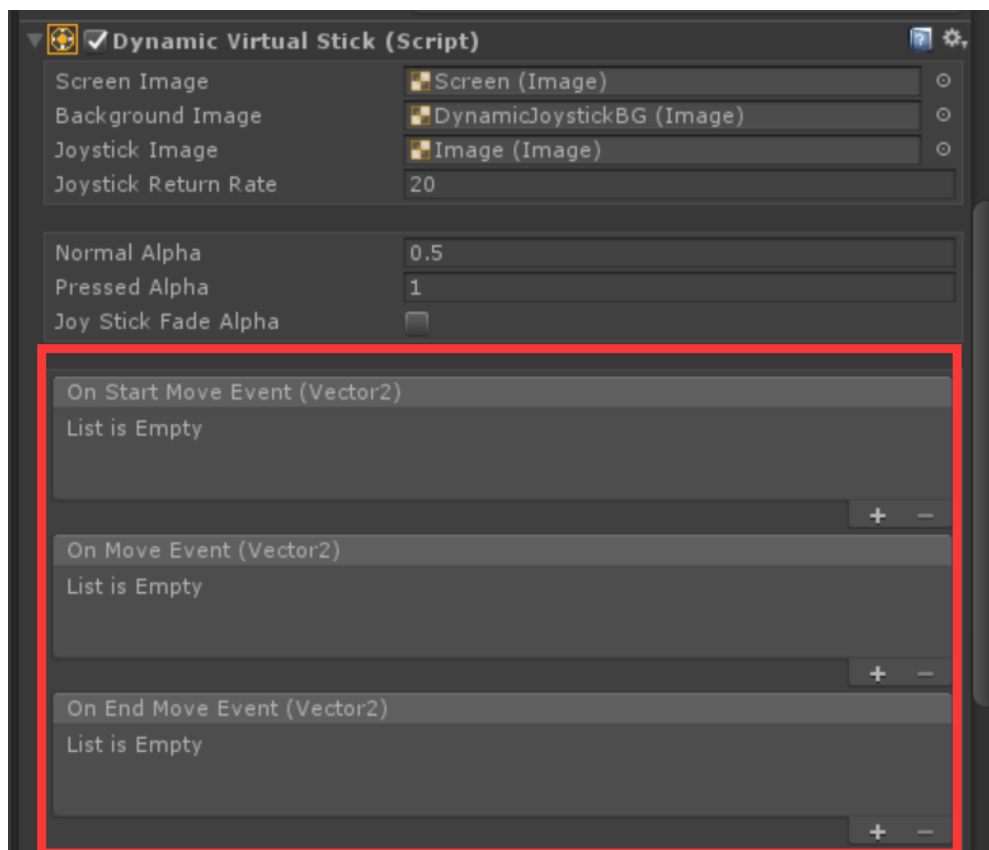 Dynamic Virtual Stick (Script)
Screen Image Screen (Image)
Background Image DynamicJoystickBG (Image)
Joystick Image Image (Image)
Joystick Return Rate 20
Normal Alpha 0.5
Pressed Alpha 1
Joy Stick Fade Alpha
On Start Move Event (Vector2)
List is Empty
+ −
On Move Event (Vector2)
List is Empty
+ −
On End Move Event (Vector2)
List is Empty
+ −